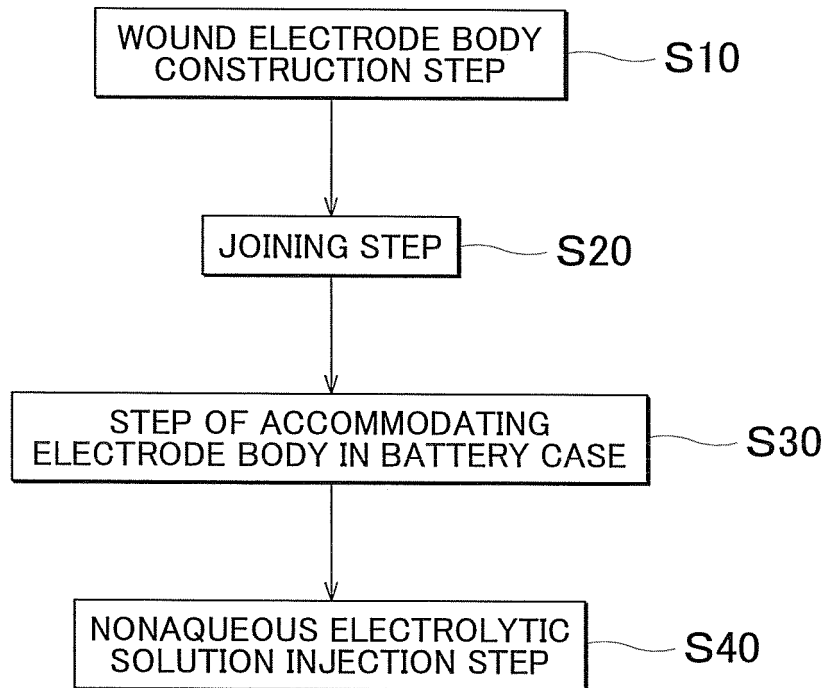 WOUND ELECTRODE BODY
CONSTRUCTION STEP
S10
JOINING STEP
S20
STEP OF ACCOMMODATING
ELECTRODE BODY IN BATTERY CASE
S30
NONAQUEOUS ELECTROLYTIC
SOLUTION INJECTION STEP
S40